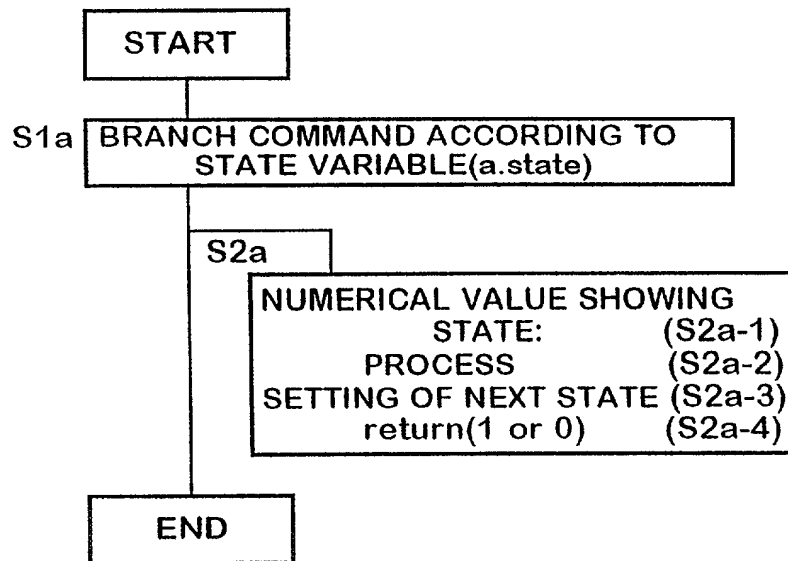 START
S1a
BRANCH COMMAND ACCORDING TO
STATE VARIABLE(a.state)
S2a
NUMERICAL VALUE SHOWING
STATE: (S2a-1)
PROCESS (S2a-2)
SETTING OF NEXT STATE (S2a-3)
return(1 or 0) (S2a-4)
END